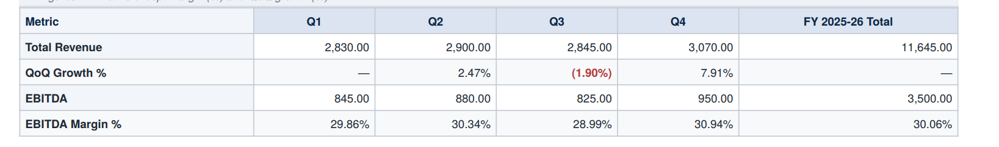 Metric Q1 Q2 Q3 Q4 FY 2025-26 Total
Total Revenue 2,830.00 2,900.00 2,845.00 3,070.00 11,645.00
QoQ Growth % — 2.47% (1.90%) 7.91% —
EBITDA 845.00 880.00 825.00 950.00 3,500.00
EBITDA Margin % 29.86% 30.34% 28.99% 30.94% 30.06%